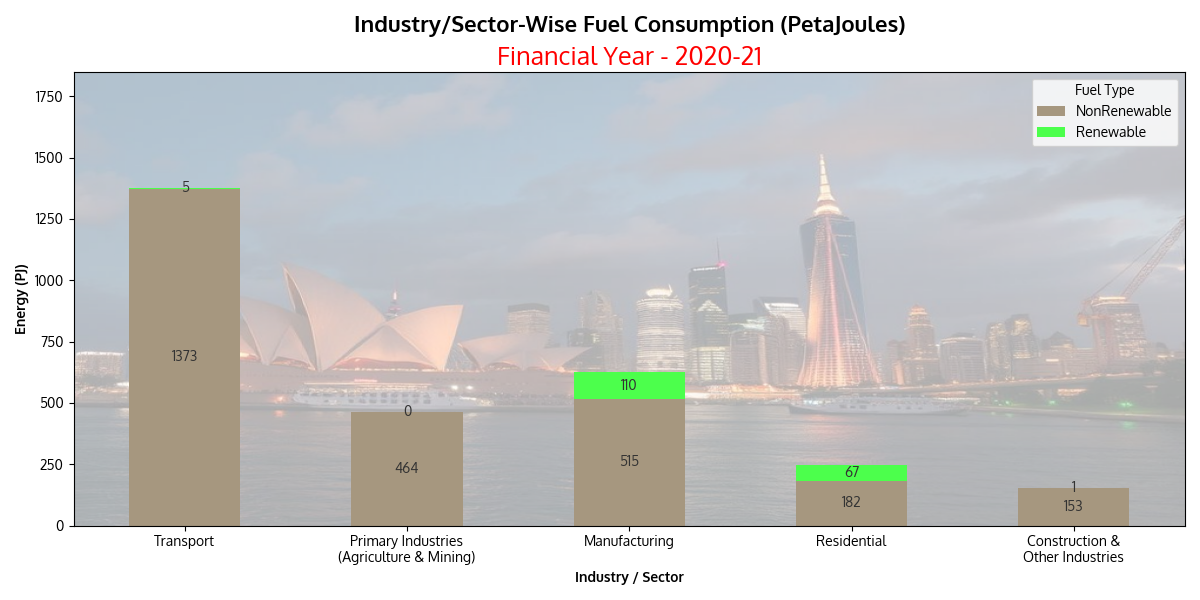 Industry/Sector-Wise Fuel Consumption (PetaJoules)
Financial Year - 2020-21
Fuel Type
NonRenewable
Renewable
Energy (PJ)
1750
1500
1250
1000
750
500
250
0
5
1373
0
464
110
515
67
182
1
153
Transport
Primary Industries
(Agriculture & Mining)
Manufacturing
Residential
Construction &
Other Industries
Industry / Sector